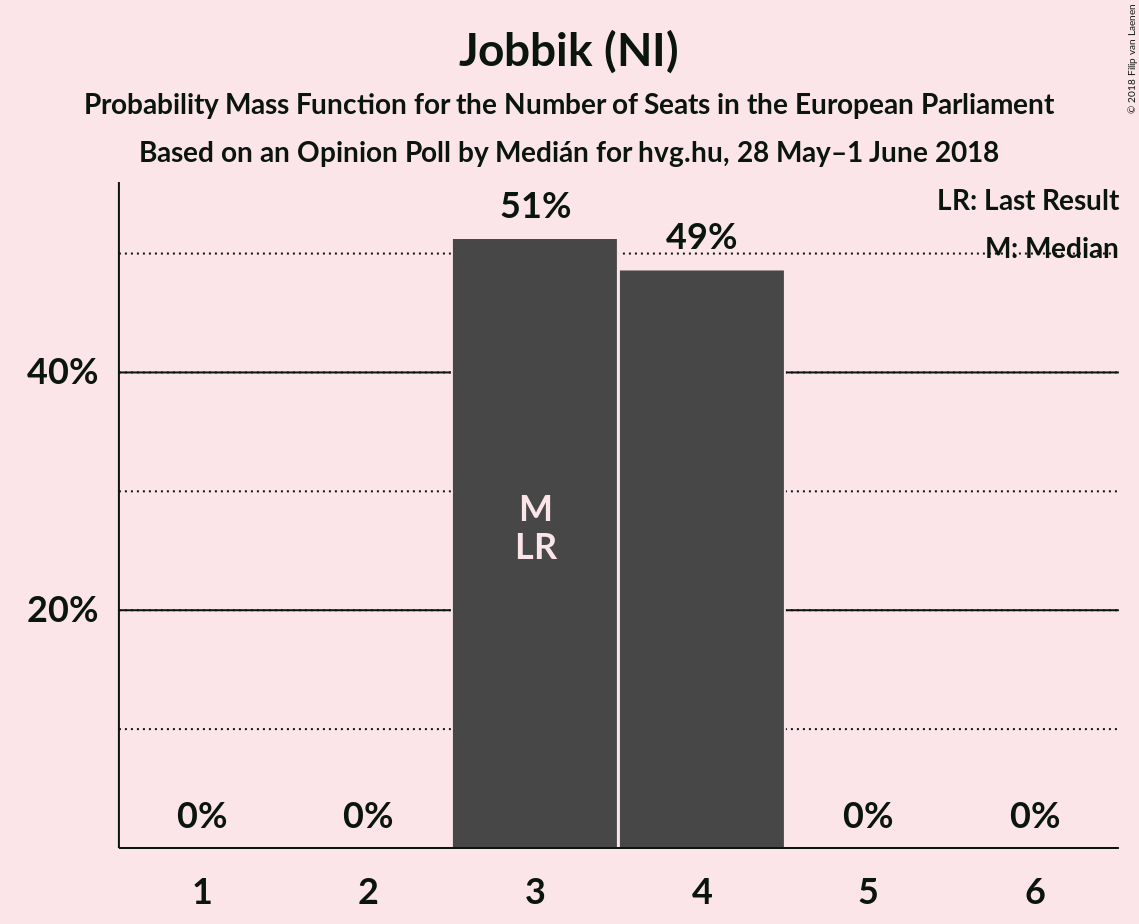 Jobbik (NI)
Probability Mass Function for the Number of Seats in the European Parliament
Based on an Opinion Poll by Medián for hvg.hu, 28 May–1 June 2018
© 2018 Filip van Laenen
LR: Last Result
M: Median
51%
49%
40%
20%
M
LR
0%
0%
0%
0%
1
2
3
4
5
6